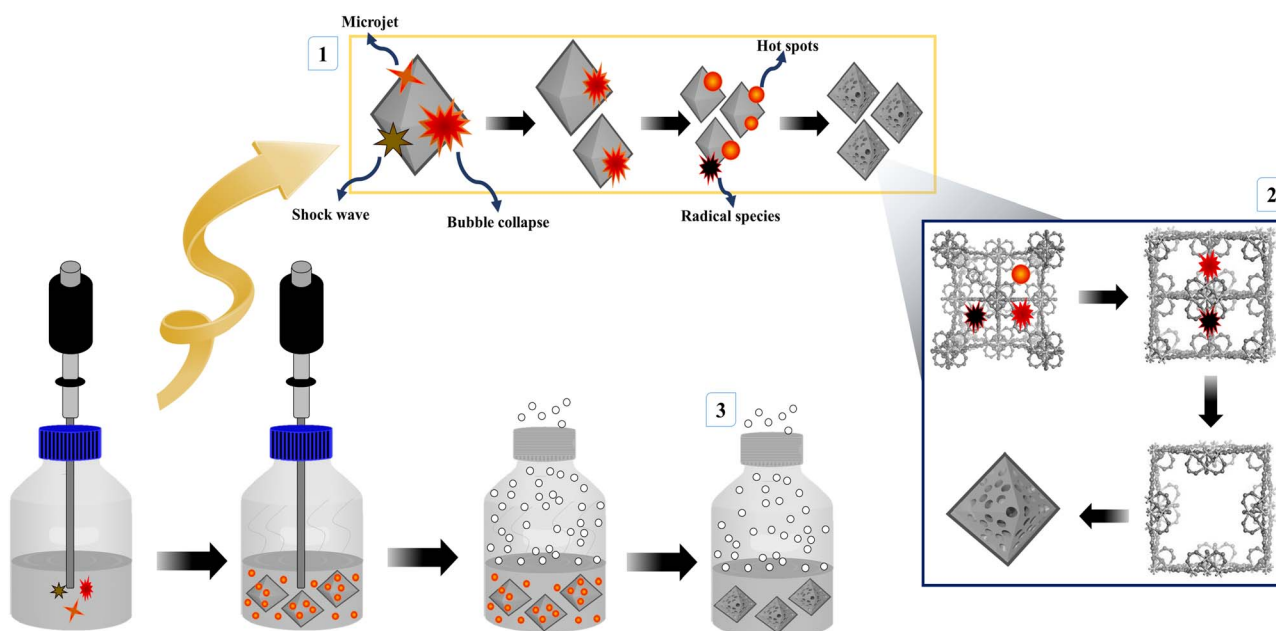 Microjet
1
Hot spots
Shock wave
Bubble collapse
Radical species
2
3